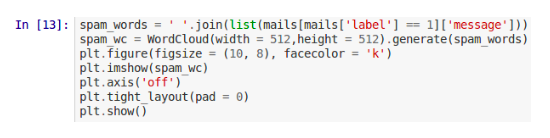 In [13]: spam_words = ' '.join(list(mails[mails['label'] == 1]['message']))
spam_wc = WordCloud(width = 512,height = 512).generate(spam_words)
plt.figure(figsize = (10, 8), facecolor = 'k')
plt.imshow(spam_wc)
plt.axis('off')
plt.tight_layout(pad = 0)
plt.show()